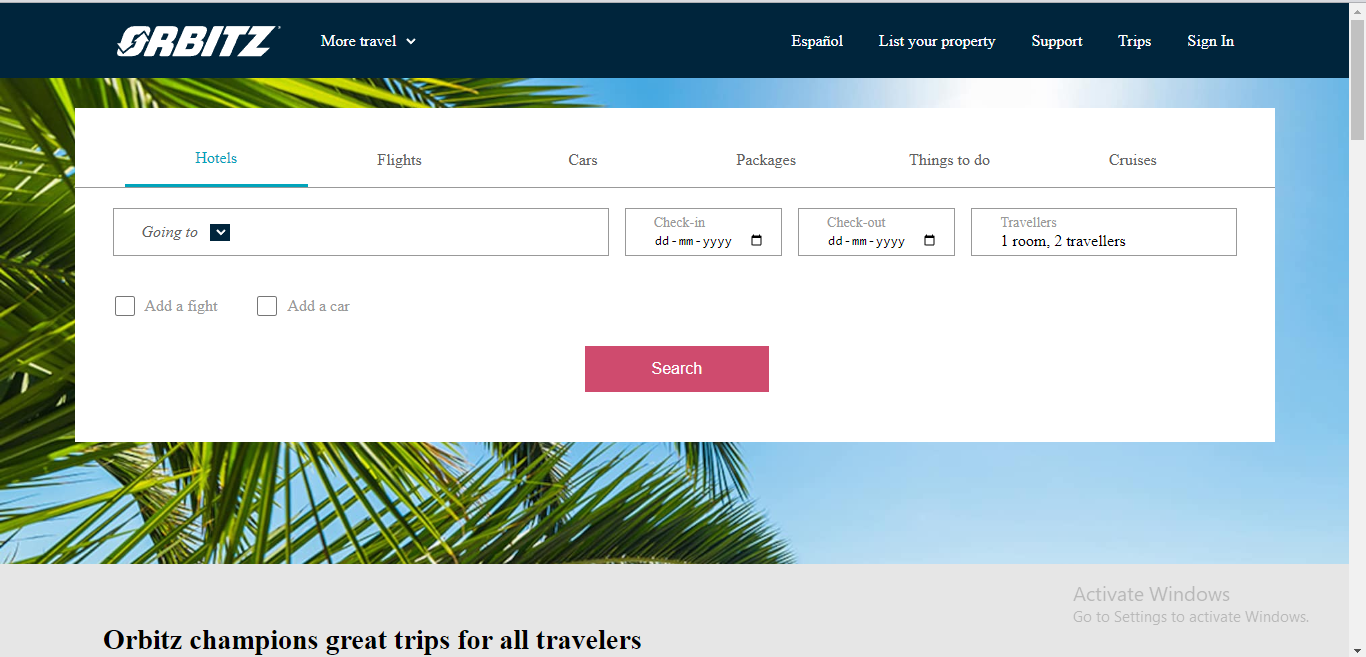 ORBITZ More travel Español List your property Support Trips Sign In
Hotels Flights Cars Packages Things to do Cruises
Going to Check-in Check-out Travellers
dd-mm-yyyy dd-mm-yyyy 1 room, 2 travellers
Add a fight Add a car
Search
Activate Windows
Go to Settings to activate Windows.
Orbitz champions great trips for all travelers